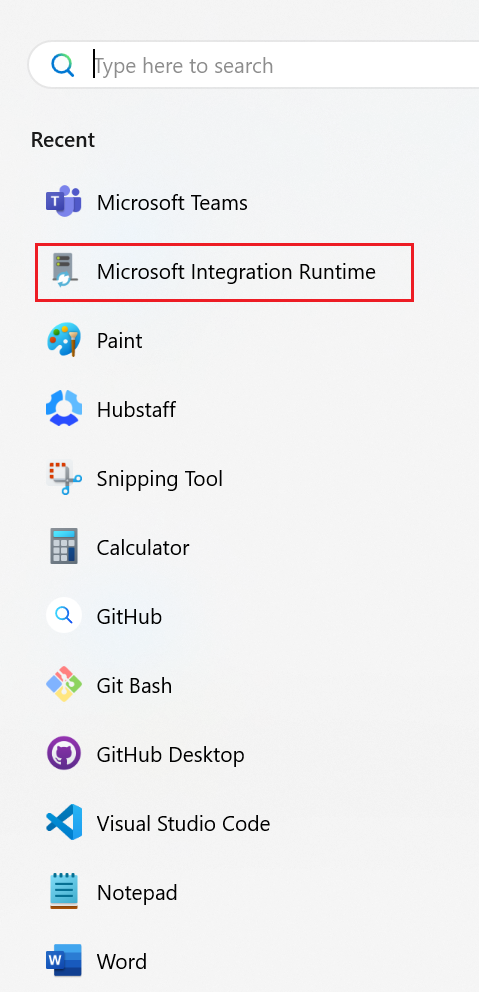 Type here to search
Recent
Microsoft Teams
Microsoft Integration Runtime
Paint
Hubstaff
Snipping Tool
Calculator
GitHub
Git Bash
GitHub Desktop
Visual Studio Code
Notepad
Word